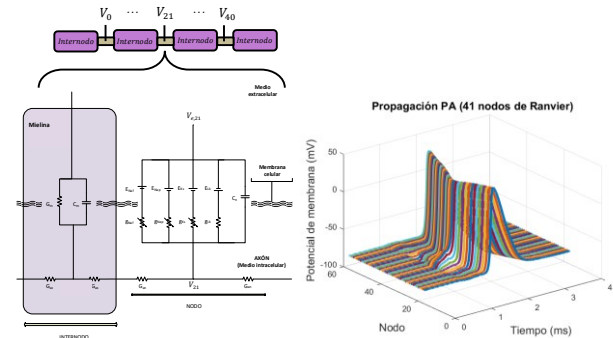 V₀ ... V₂₁ ... V₄₀
Internodo Internodo Internodo Internodo
Medio
extracelular
Mielina
Vₑ,₂₁
Membrana
celular
AXÓN
(Medio intracelular)
V₂₁
NODO
INTERNODO
Propagación PA (41 nodos de Ranvier)
Potencial de membrana (mV)
50
0
-50
-100
60
40
20
0
0
1
2
3
4
Nodo
Tiempo (ms)